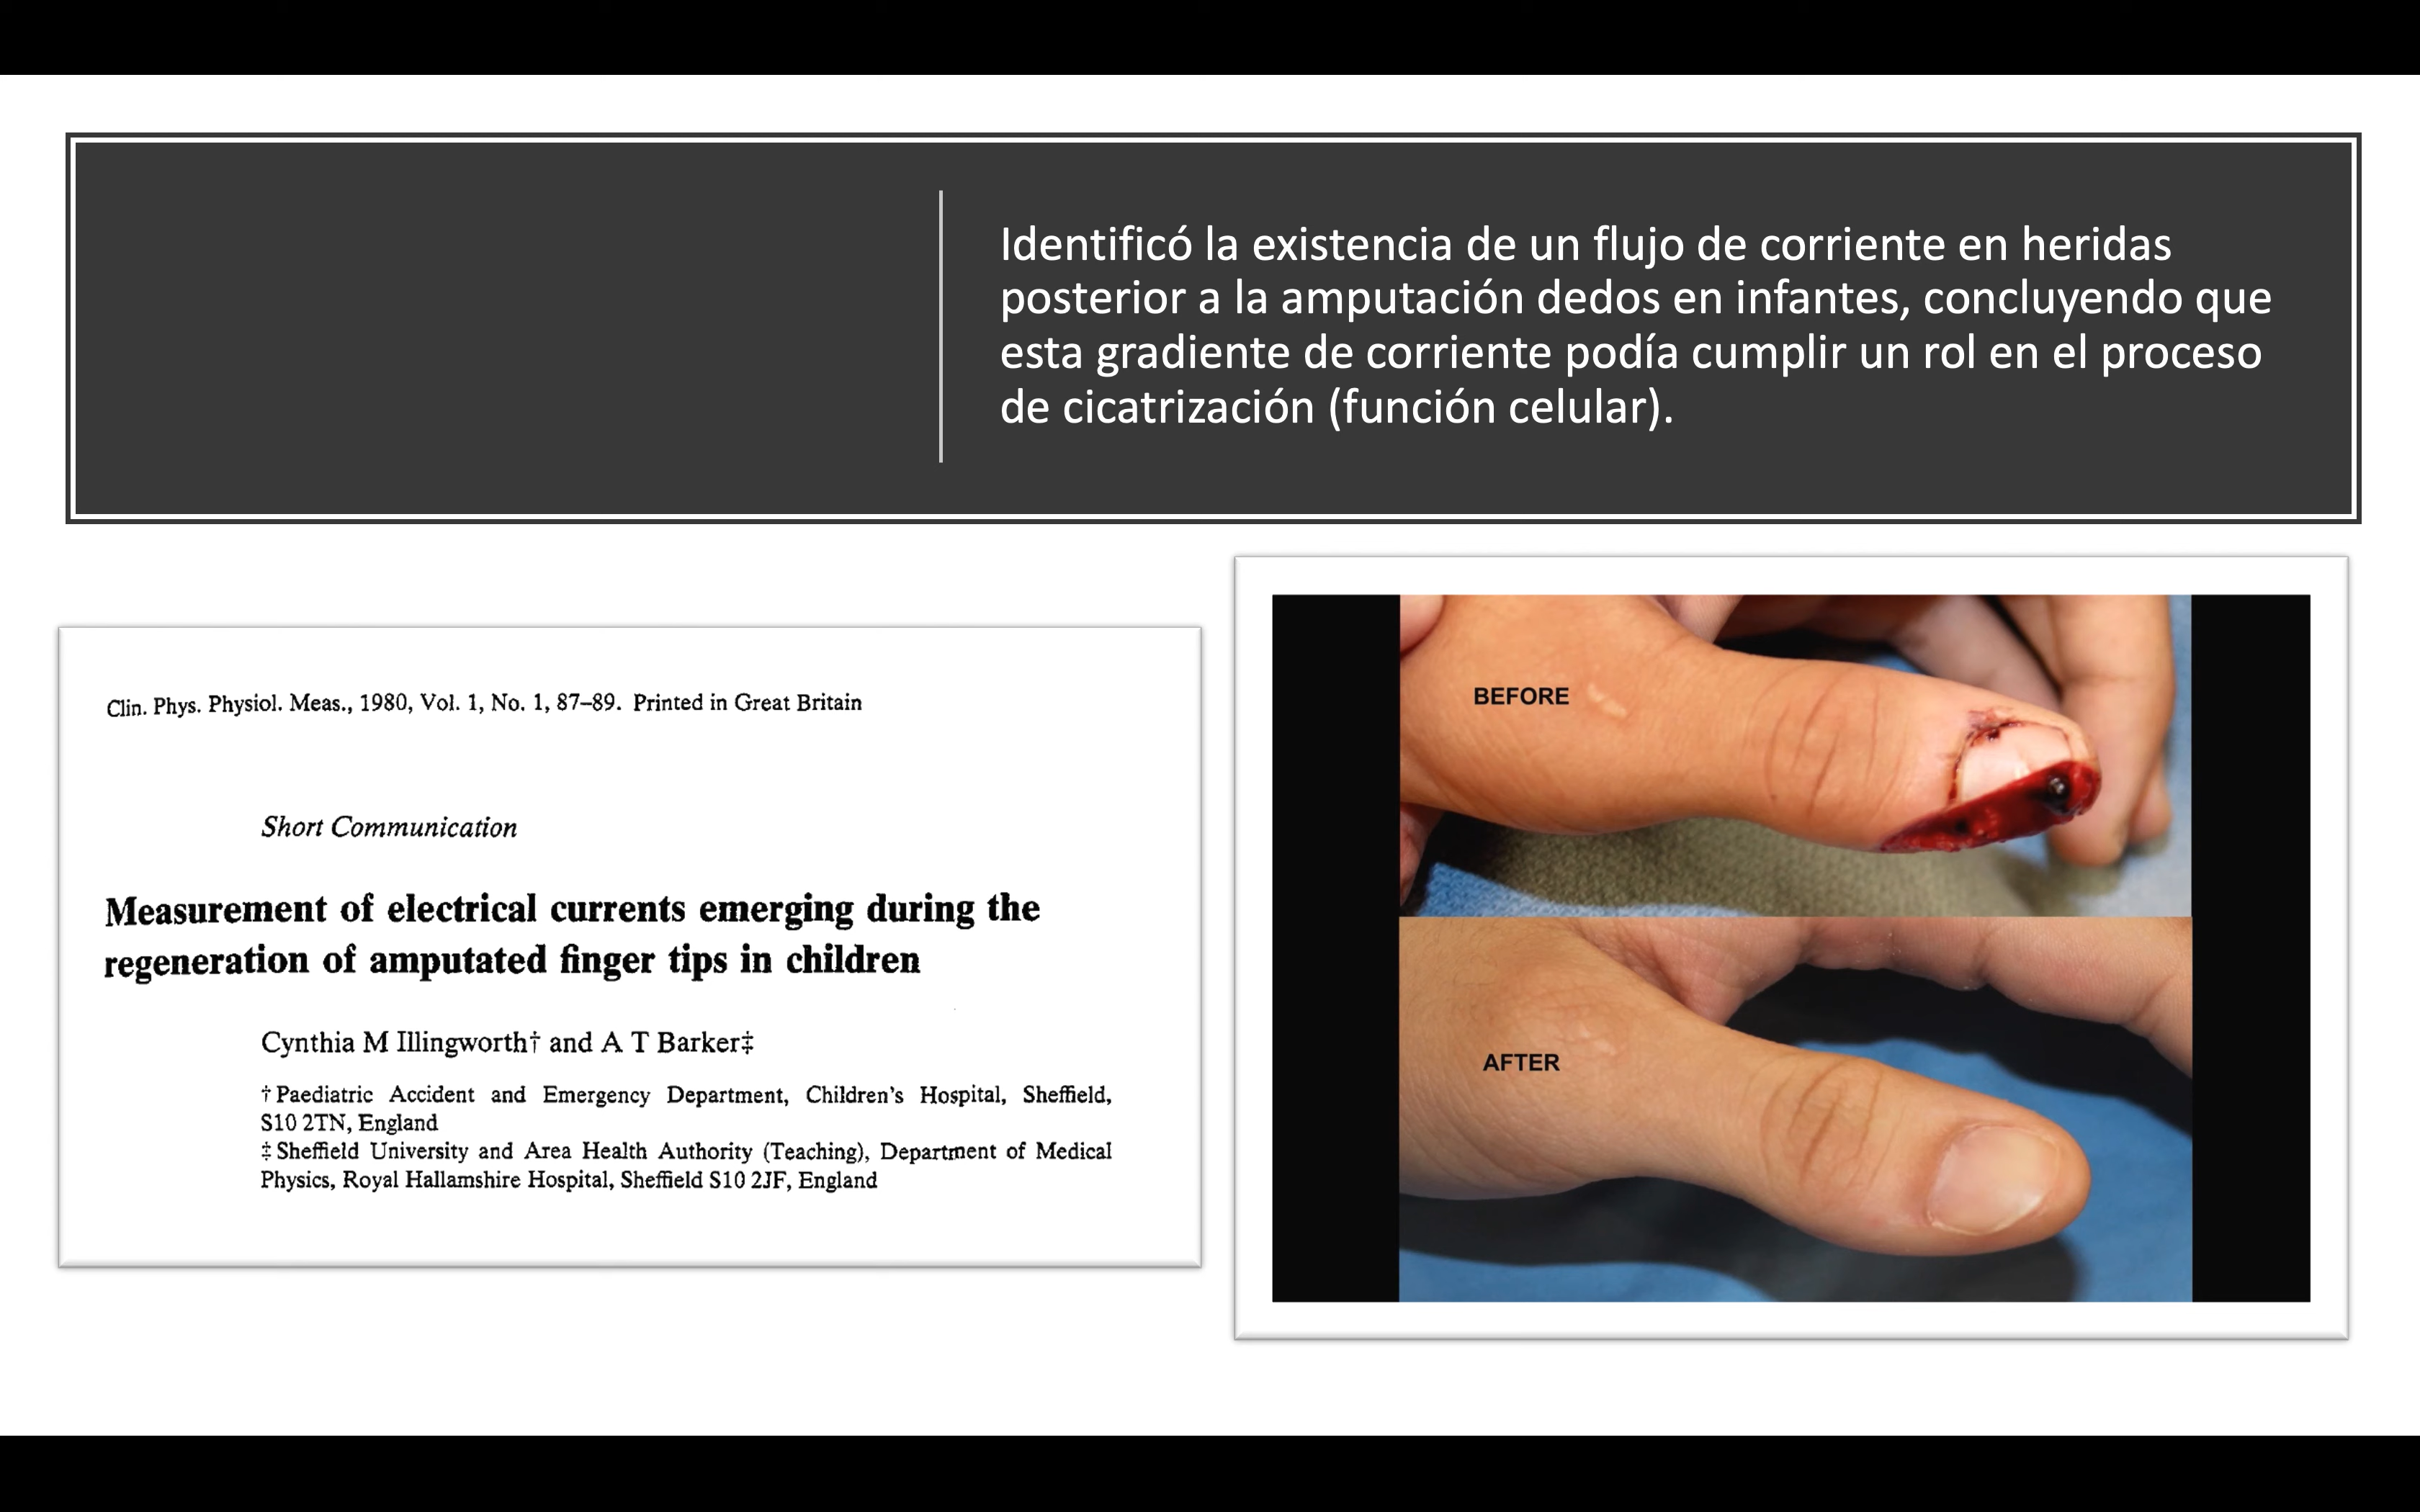 Identificó la existencia de un flujo de corriente en heridas
posterior a la amputación dedos en infantes, concluyendo que
esta gradiente de corriente podía cumplir un rol en el proceso
de cicatrización (función celular).
Clin. Phys. Physiol. Meas., 1980, Vol. 1, No. 1, 87–89. Printed in Great Britain
Short Communication
Measurement of electrical currents emerging during the
regeneration of amputated finger tips in children
Cynthia M Illingworth† and A T Barker‡
† Paediatric Accident and Emergency Department, Children's Hospital, Sheffield,
S10 2TN, England
‡ Sheffield University and Area Health Authority (Teaching), Department of Medical
Physics, Royal Hallamshire Hospital, Sheffield S10 2JF, England
BEFORE
AFTER